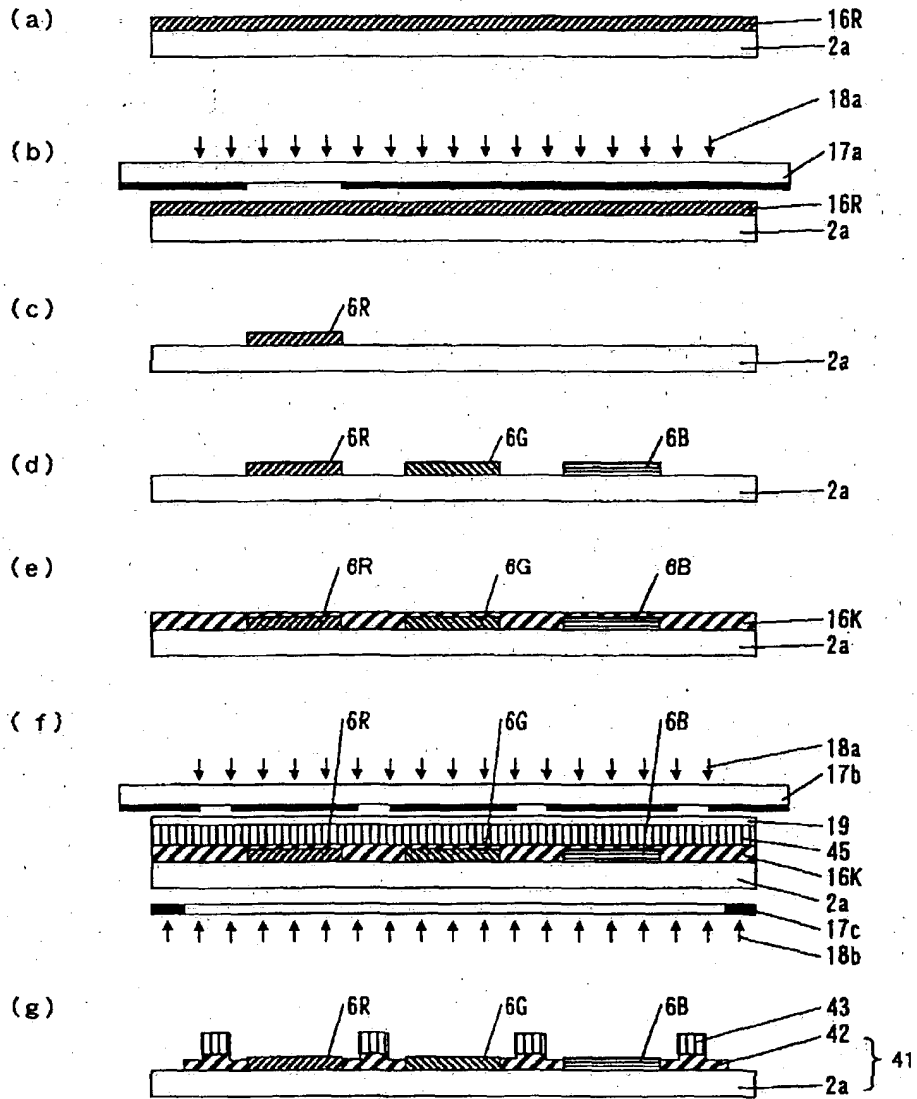 (a)
16R
2a
18a
(b)
17a
16R
2a
(c)
6R
2a
(d)
6R 6G 6B
2a
(e)
6R 6G 6B
16K
2a
(f)
6R 6G 6B
18a
17b
19
45
16K
2a
17c
18b
(g)
6R 6G 6B
43
42
41
2a